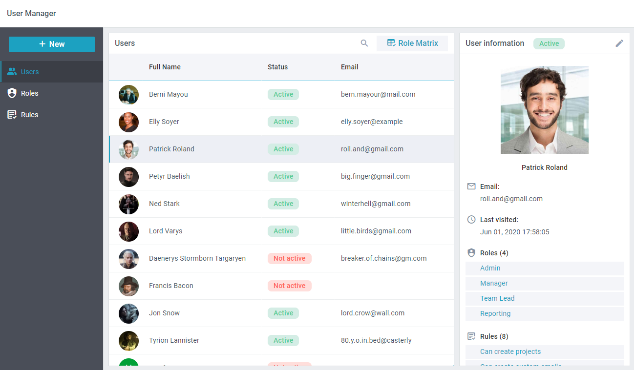 User Manager
+ New
Users
Roles
Rules
Users
Role Matrix
Full Name Status Email
Berni Mayou Active bern.mayour@mail.com
Elly Soyer Active elly.soyer@example
Patrick Roland Active roll.and@gmail.com
Petyr Baelish Active big.finger@gmail.com
Ned Stark Active winterhell@gmail.com
Lord Varys Active little.birds@gmail.com
Daenerys Stormborn Targaryen Not active breaker.of.chains@gm.com
Francis Bacon Not active
Jon Snow Active lord.crow@wall.com
Tyrion Lannister Active 80.y.o.in.bed@casterly
User information Active
Patrick Roland
Email:
roll.and@gmail.com
Last visited:
Jun 01, 2020 17:58:05
Roles (4)
Admin
Manager
Team Lead
Reporting
Rules (8)
Can create projects